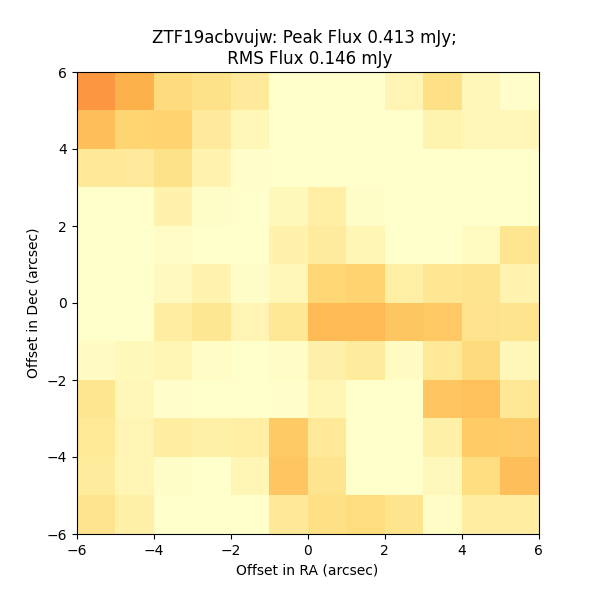 ZTF19acbvujw: Peak Flux 0.413 mJy;
RMS Flux 0.146 mJy
6
4
2
0
−2
−4
−6
Offset in Dec (arcsec)
−6 −4 −2 0 2 4 6
Offset in RA (arcsec)